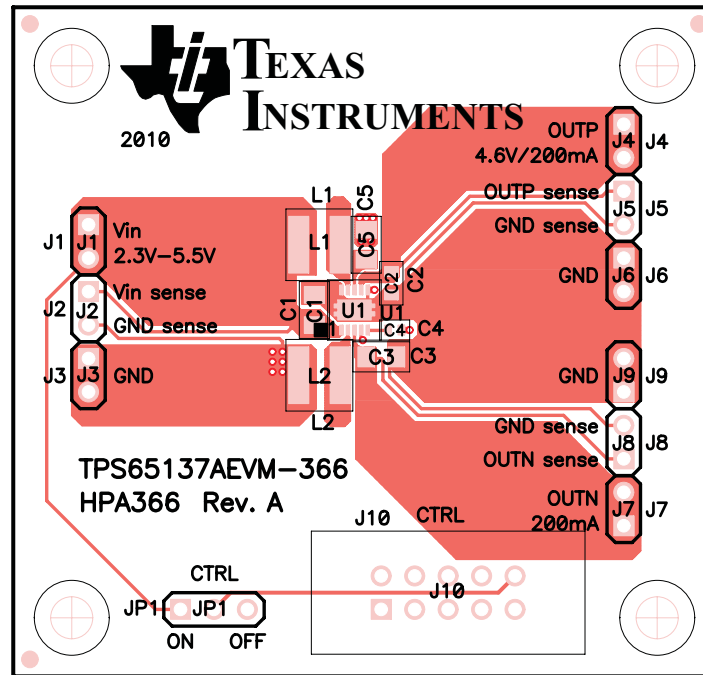 TEXAS
INSTRUMENTS
2010
OUTP
4.6V/200mA
J4 J4
OUTP sense
GND sense
J5 J5
GND
J6 J6
L1
L1
C5
C5
J1 J1
Vin
2.3V-5.5V
C2 C2
J2 J2
Vin sense
GND sense
C1 C1
U1 U1
1
C4 C4
C3 C3
J3 J3
GND
L2
L2
GND
J9 J9
GND sense
OUTN sense
J8 J8
TPS65137AEVM-366
HPA366 Rev. A
OUTN
200mA
J7 J7
J10 CTRL
J10
CTRL
JP1 JP1
ON OFF